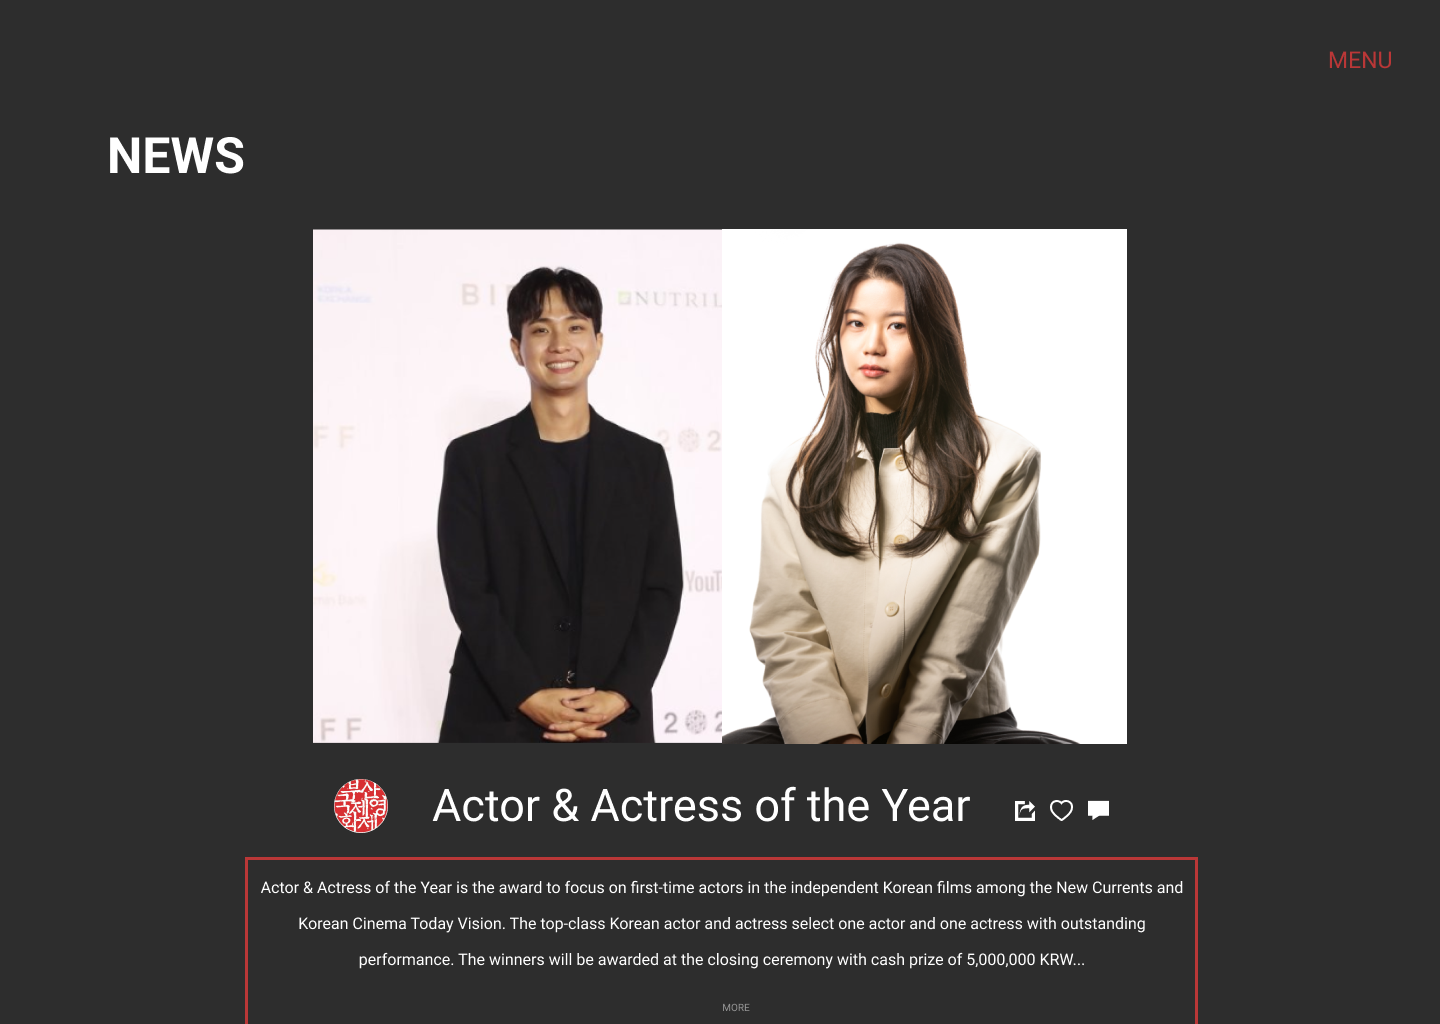 MENU
NEWS
KOREA
EXCHANGE
BI
NUTRIL
FF
202
YouT
FF
202
부산
국제영
화제
Actor & Actress of the Year
Actor & Actress of the Year is the award to focus on first-time actors in the independent Korean films among the New Currents and
Korean Cinema Today Vision. The top-class Korean actor and actress select one actor and one actress with outstanding
performance. The winners will be awarded at the closing ceremony with cash prize of 5,000,000 KRW...
MORE